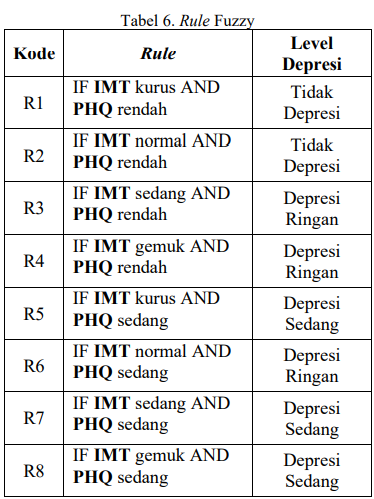 Tabel 6. Rule Fuzzy
Kode Rule Level Depresi
R1 IF IMT kurus AND PHQ rendah Tidak Depresi
R2 IF IMT normal AND PHQ rendah Tidak Depresi
R3 IF IMT sedang AND PHQ rendah Depresi Ringan
R4 IF IMT gemuk AND PHQ rendah Depresi Ringan
R5 IF IMT kurus AND PHQ sedang Depresi Sedang
R6 IF IMT normal AND PHQ sedang Depresi Ringan
R7 IF IMT sedang AND PHQ sedang Depresi Sedang
R8 IF IMT gemuk AND PHQ sedang Depresi Sedang